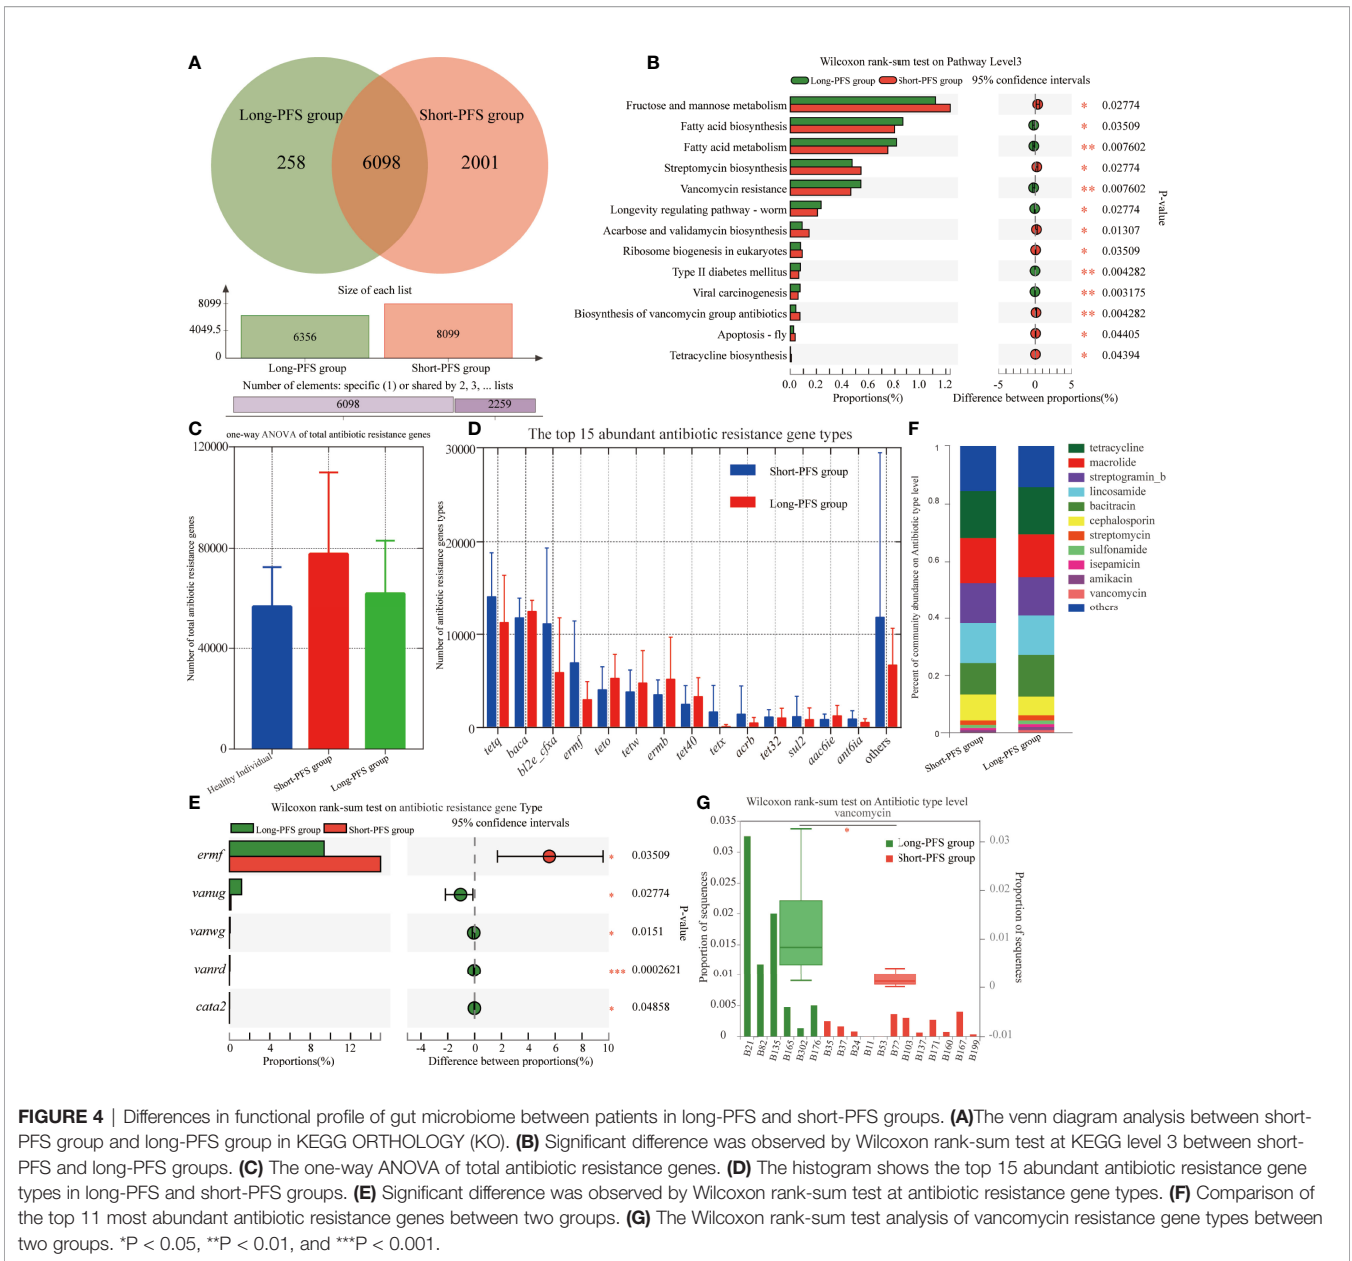 A
Long-PFS group
Short-PFS group
258
6098
2001
Size of each list
8099
4049.5
0
6356
8099
Long-PFS group
Short-PFS group
Number of elements: specific (1) or shared by 2, 3, ... lists
6098
2259
B
Wilcoxon rank-sum test on Pathway Level3
Long-PFS group Short-PFS group 95% confidence intervals
Fructose and mannose metabolism * 0.02774
Fatty acid biosynthesis * 0.03509
Fatty acid metabolism ** 0.007602
Streptomycin biosynthesis * 0.02774
Vancomycin resistance ** 0.007602
Longevity regulating pathway - worm * 0.02774
Acarbose and validamycin biosynthesis * 0.01307
Ribosome biogenesis in eukaryotes * 0.03509
Type II diabetes mellitus ** 0.004282
Viral carcinogenesis ** 0.003175
Biosynthesis of vancomycin group antibiotics ** 0.004282
Apoptosis - fly * 0.04405
Tetracycline biosynthesis * 0.04394
P-value
0.0 0.2 0.4 0.6 0.8 1.0 1.2
-5 0 5
Proportions(%)
Difference between proportions(%)
C
one-way ANOVA of total antibiotic resistance genes
Number of total anribiotic resistance genes
120000
80000
40000
0
Healthy Individual
Short-PFS group
Long-PFS group
D
The top 15 abundant antibiotic resistance gene types
Number of antibiotic resistance genes types
30000
20000
10000
0
Short-PFS group
Long-PFS group
tetq
baca
bl2e_cfxa
ermf
teto
tetw
ermb
tet40
tetx
acrb
tet32
sul2
aac6ie
ant6ia
others
F
Percent of community abundance on Antibiotic type level
1
0.8
0.6
0.4
0.2
0
Short-PFS group
Long-PFS group
tetracycline
macrolide
streptogramin_b
lincosamide
bacitracin
cephalosporin
streptomycin
sulfonamide
isepamicin
amikacin
vancomycin
others
E
Wilcoxon rank-sum test on antibiotic resistance gene Type
Long-PFS group Short-PFS group
95% confidence intervals
ermf * 0.03509
vanug * 0.02774
vanwg * 0.0151
vanrd *** 0.0002621
cata2 * 0.04858
P-value
0 4 8 12
-4 -2 0 2 4 6 8 10
Proportions(%)
Difference between proportions(%)
G
Wilcoxon rank-sum test on Antibiotic type level
vancomycin
*
Long-PFS group
Short-PFS group
Proportion of sequences
0.035
0.03
0.025
0.02
0.015
0.01
0.005
0
0.03
0.02
0.01
0
-0.01
Proportion of sequences
B21
B82
B135
B165
B302
B176
B35
B37
B24
B11
B53
B72
B103
B137
B171
B160
B167
B199
FIGURE 4 | Differences in functional profile of gut microbiome between patients in long-PFS and short-PFS groups. (A)The venn diagram analysis between short-
PFS group and long-PFS group in KEGG ORTHOLOGY (KO). (B) Significant difference was observed by Wilcoxon rank-sum test at KEGG level 3 between short-
PFS and long-PFS groups. (C) The one-way ANOVA of total antibiotic resistance genes. (D) The histogram shows the top 15 abundant antibiotic resistance gene
types in long-PFS and short-PFS groups. (E) Significant difference was observed by Wilcoxon rank-sum test at antibiotic resistance gene types. (F) Comparison of
the top 11 most abundant antibiotic resistance genes between two groups. (G) The Wilcoxon rank-sum test analysis of vancomycin resistance gene types between
two groups. *P < 0.05, **P < 0.01, and ***P < 0.001.